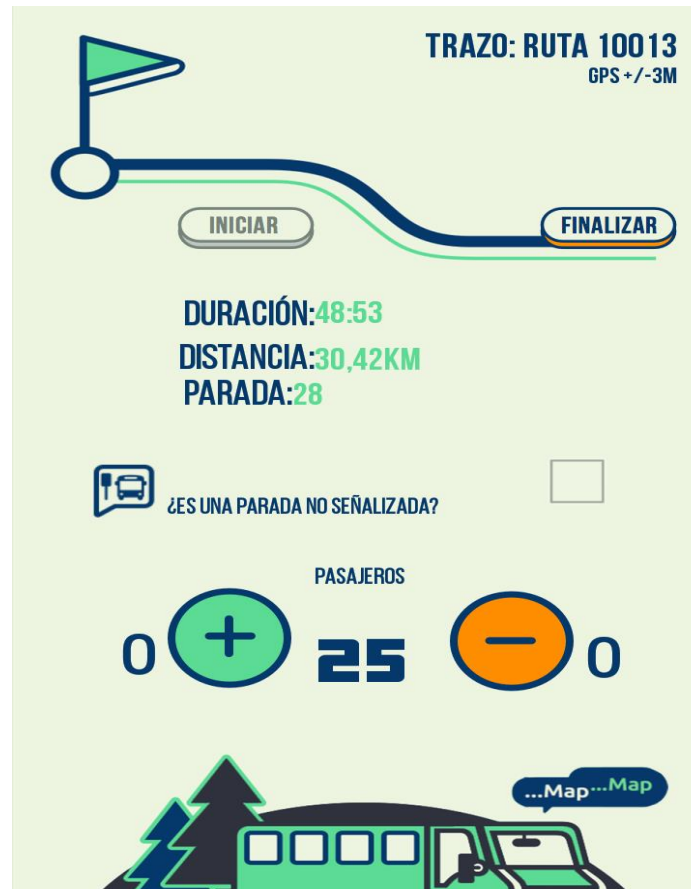 TRAZO: RUTA 10013
GPS +/-3M
INICIAR
FINALIZAR
DURACIÓN:48:53
DISTANCIA:30,42KM
PARADA:28
¿ES UNA PARADA NO SEÑALIZADA?
PASAJEROS
0 + 25 − 0
...Map...Map